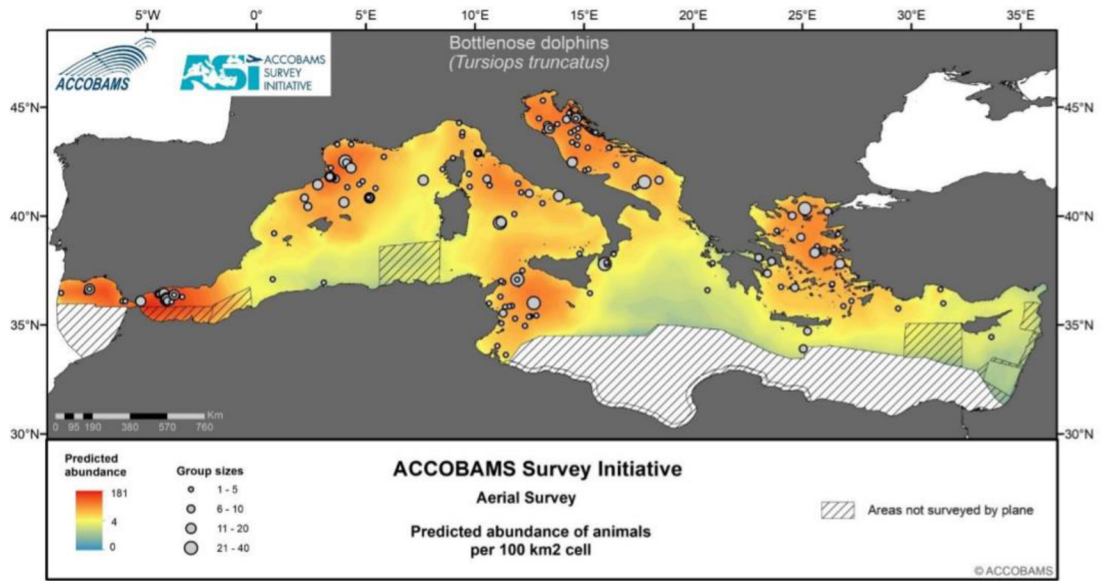 5°W 0° 5°E 10°E 15°E 20°E 25°E 30°E 35°E
Bottlenose dolphins
(Tursiops truncatus)
ACCOBAMS
ASI ACCOBAMS
SURVEY
INITIATIVE
45°N 45°N
40°N 40°N
35°N 35°N
30°N 30°N
Km
0 95 190 380 570 760
Predicted
abundance
181
4
0
Group sizes
1 - 5
6 - 10
11 - 20
21 - 40
ACCOBAMS Survey Initiative
Aerial Survey
Predicted abundance of animals
per 100 km2 cell
Areas not surveyed by plane
© ACCOBAMS